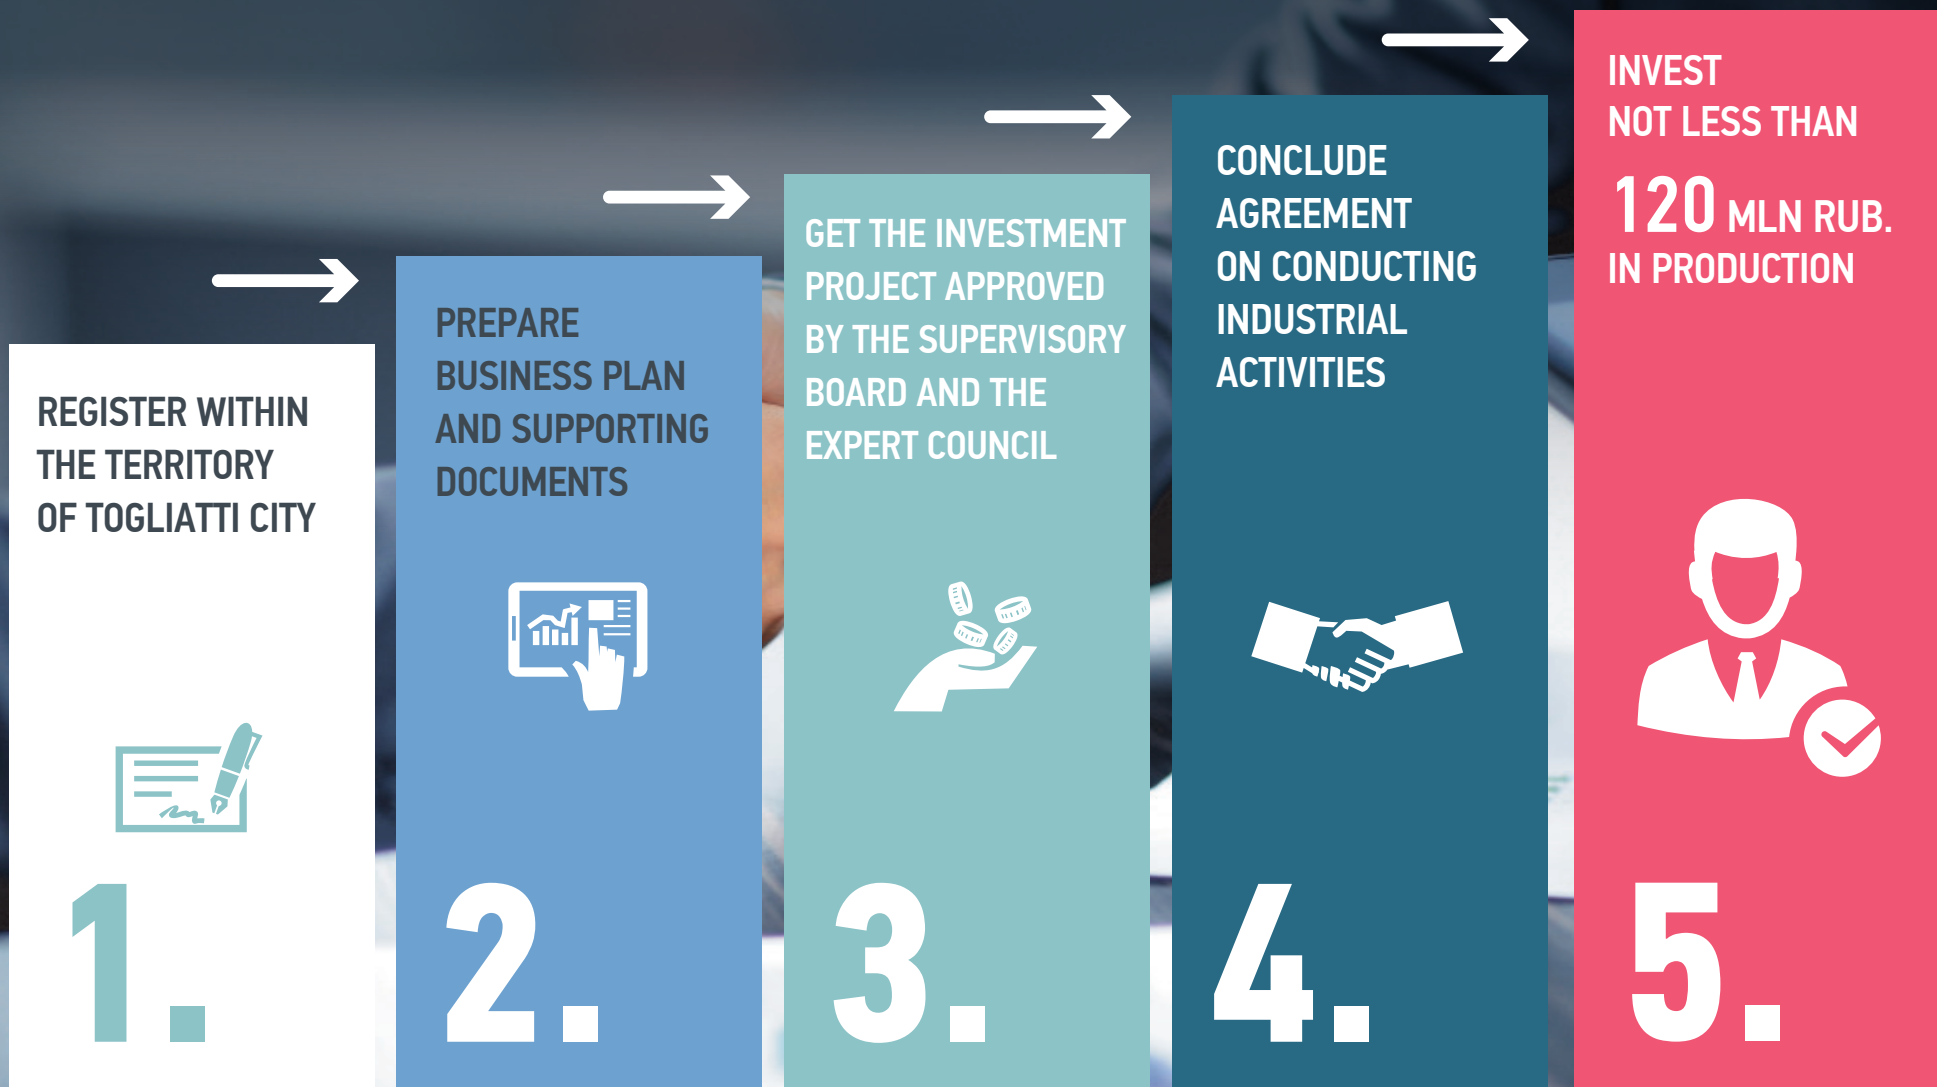 REGISTER WITHIN
THE TERRITORY
OF TOGLIATTI CITY
1.
PREPARE
BUSINESS PLAN
AND SUPPORTING
DOCUMENTS
2.
GET THE INVESTMENT
PROJECT APPROVED
BY THE SUPERVISORY
BOARD AND THE
EXPERT COUNCIL
3.
CONCLUDE
AGREEMENT
ON CONDUCTING
INDUSTRIAL
ACTIVITIES
4.
INVEST
NOT LESS THAN
120 MLN RUB.
IN PRODUCTION
5.